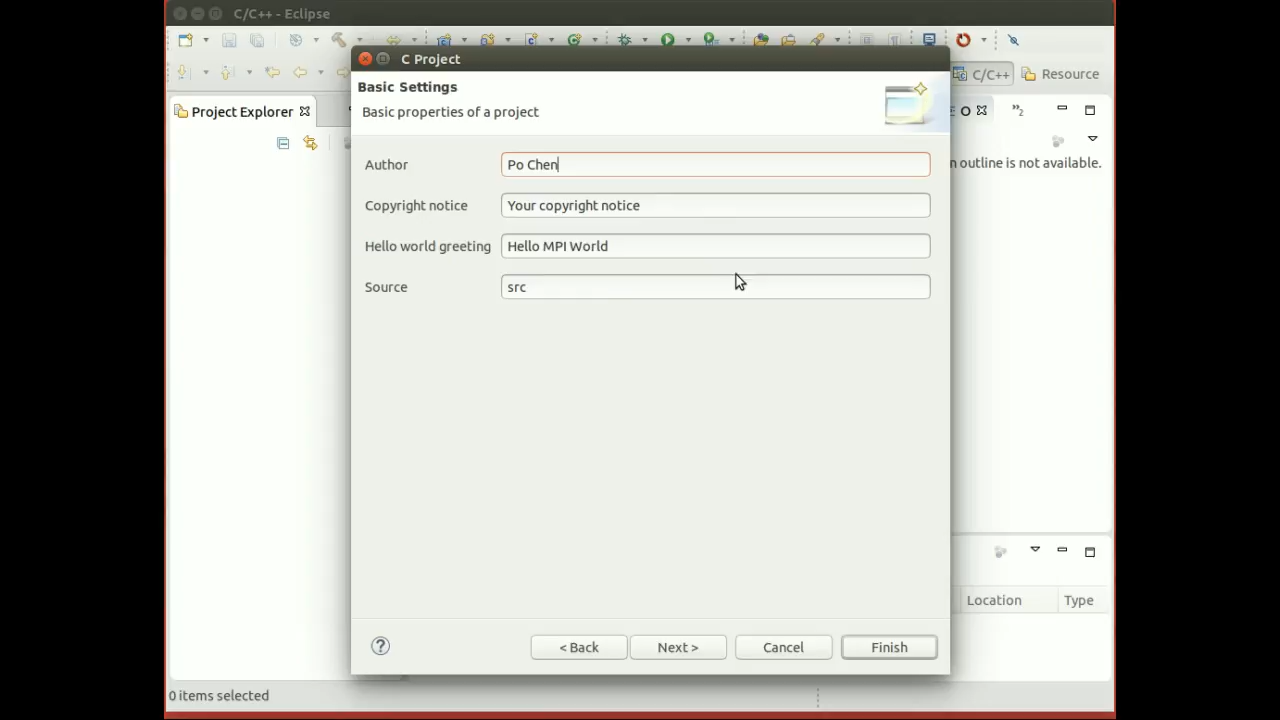 C/C++ - Eclipse
C Project
Basic Settings
C/C++
Resource
Project Explorer
Basic properties of a project
O
»2
Author
Po Chen
n outline is not available.
Copyright notice
Your copyright notice
Hello world greeting
Hello MPI World
Source
src
Location
Type
?
< Back
Next >
Cancel
Finish
0 items selected